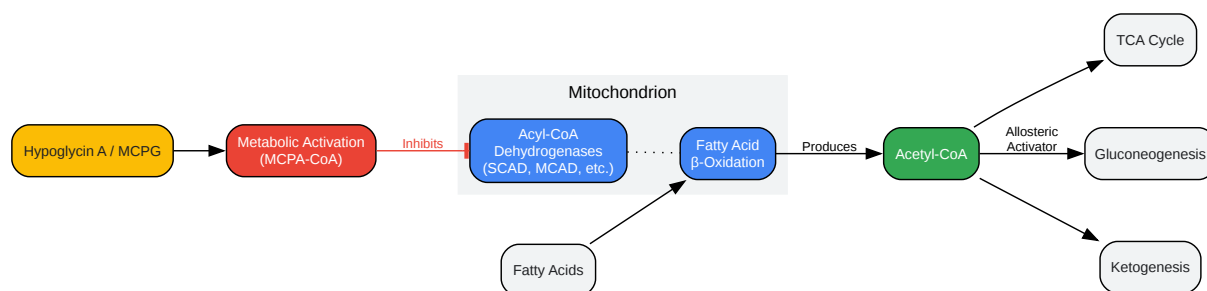 TCA Cycle
Mitochondrion
Hypoglycin A / MCPG
Metabolic Activation
(MCPA-CoA)
Inhibits
Acyl-CoA
Dehydrogenases
(SCAD, MCAD, etc.)
Fatty Acid
β-Oxidation
Produces
Acetyl-CoA
Allosteric
Activator
Gluconeogenesis
Fatty Acids
Ketogenesis